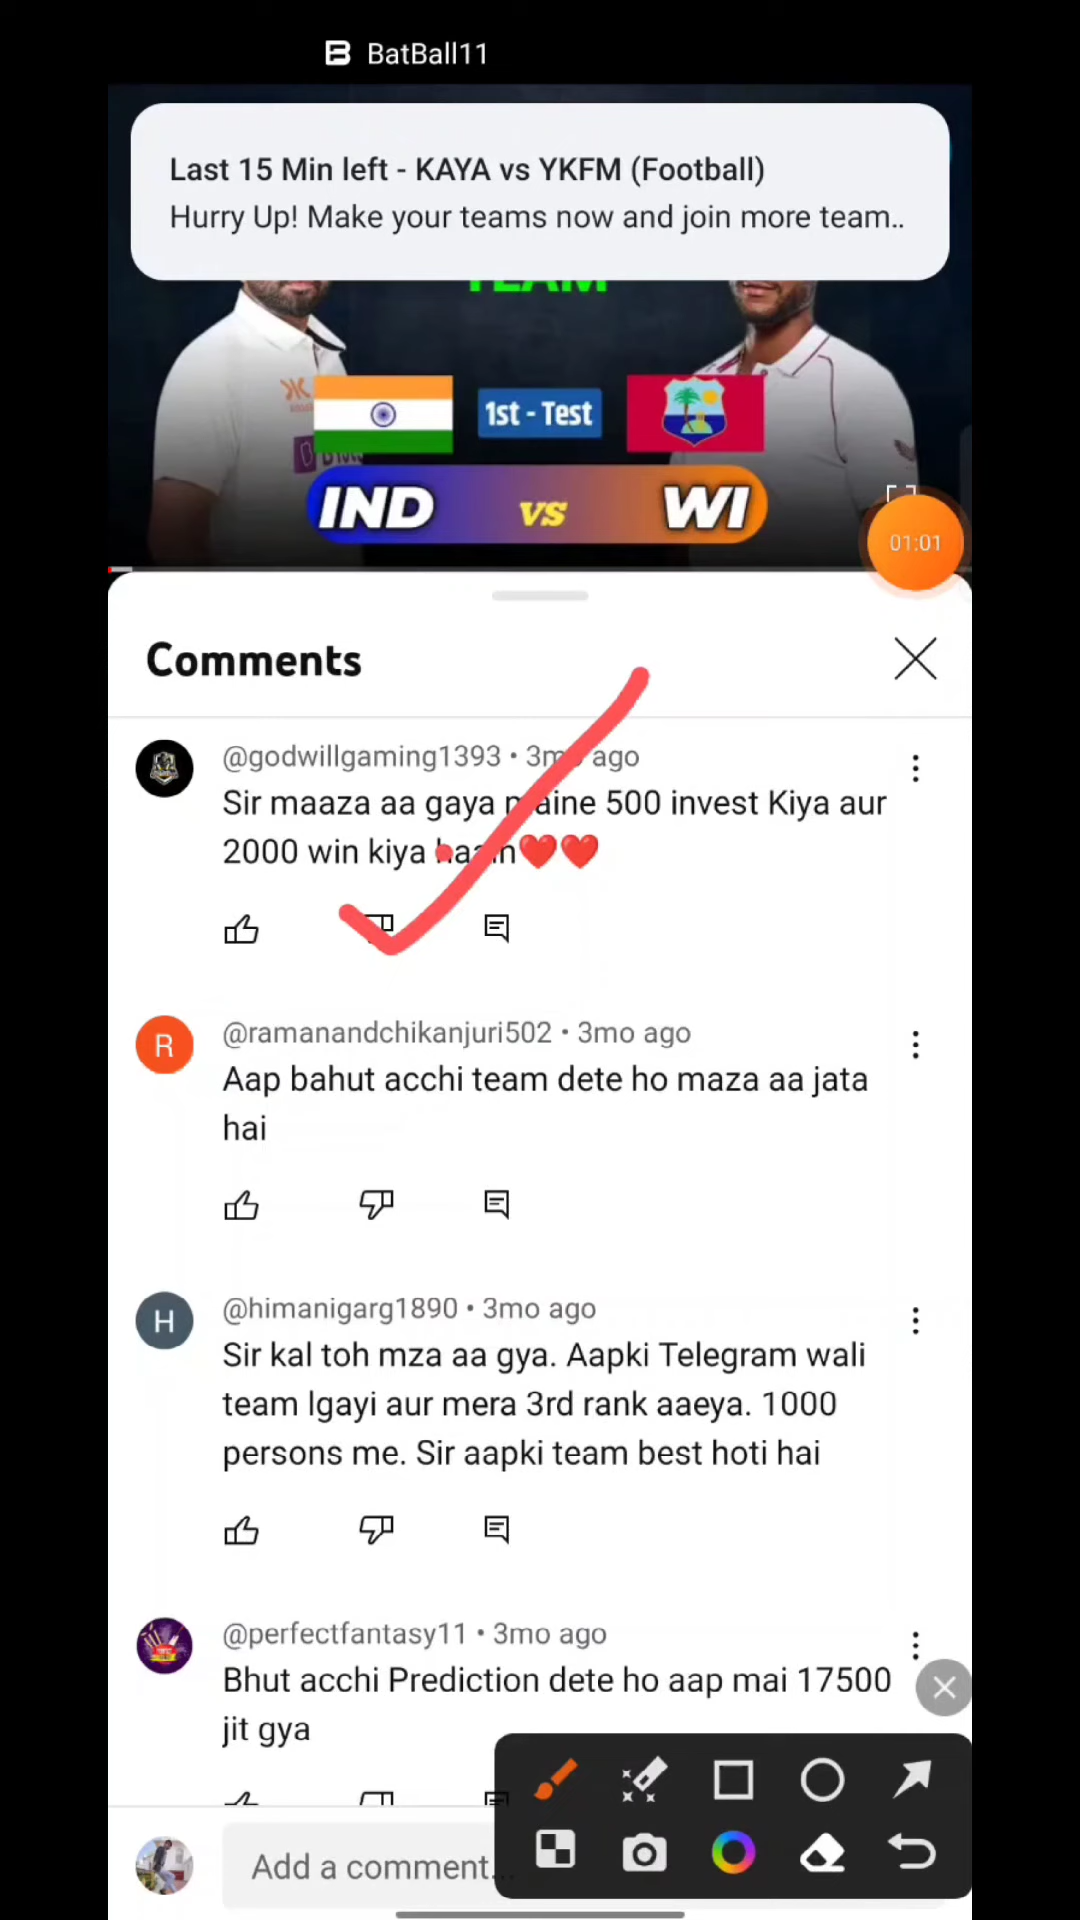 BatBall11
Last 15 Min left - KAYA vs YKFM (Football)
Hurry Up! Make your teams now and join more team..
TEAM
1st - Test
IND vs WI
01:01
Comments
@godwillgaming1393 • 3mo ago
Sir maaza aa gaya maine 500 invest Kiya aur
2000 win kiya haain❤️❤️
R
@ramanandchikanjuri502 • 3mo ago
Aap bahut acchi team dete ho maza aa jata
hai
H
@himanigarg1890 • 3mo ago
Sir kal toh mza aa gya. Aapki Telegram wali
team lgayi aur mera 3rd rank aaeya. 1000
persons me. Sir aapki team best hoti hai
@perfectfantasy11 • 3mo ago
Bhut acchi Prediction dete ho aap mai 17500
jit gya
Add a comment...